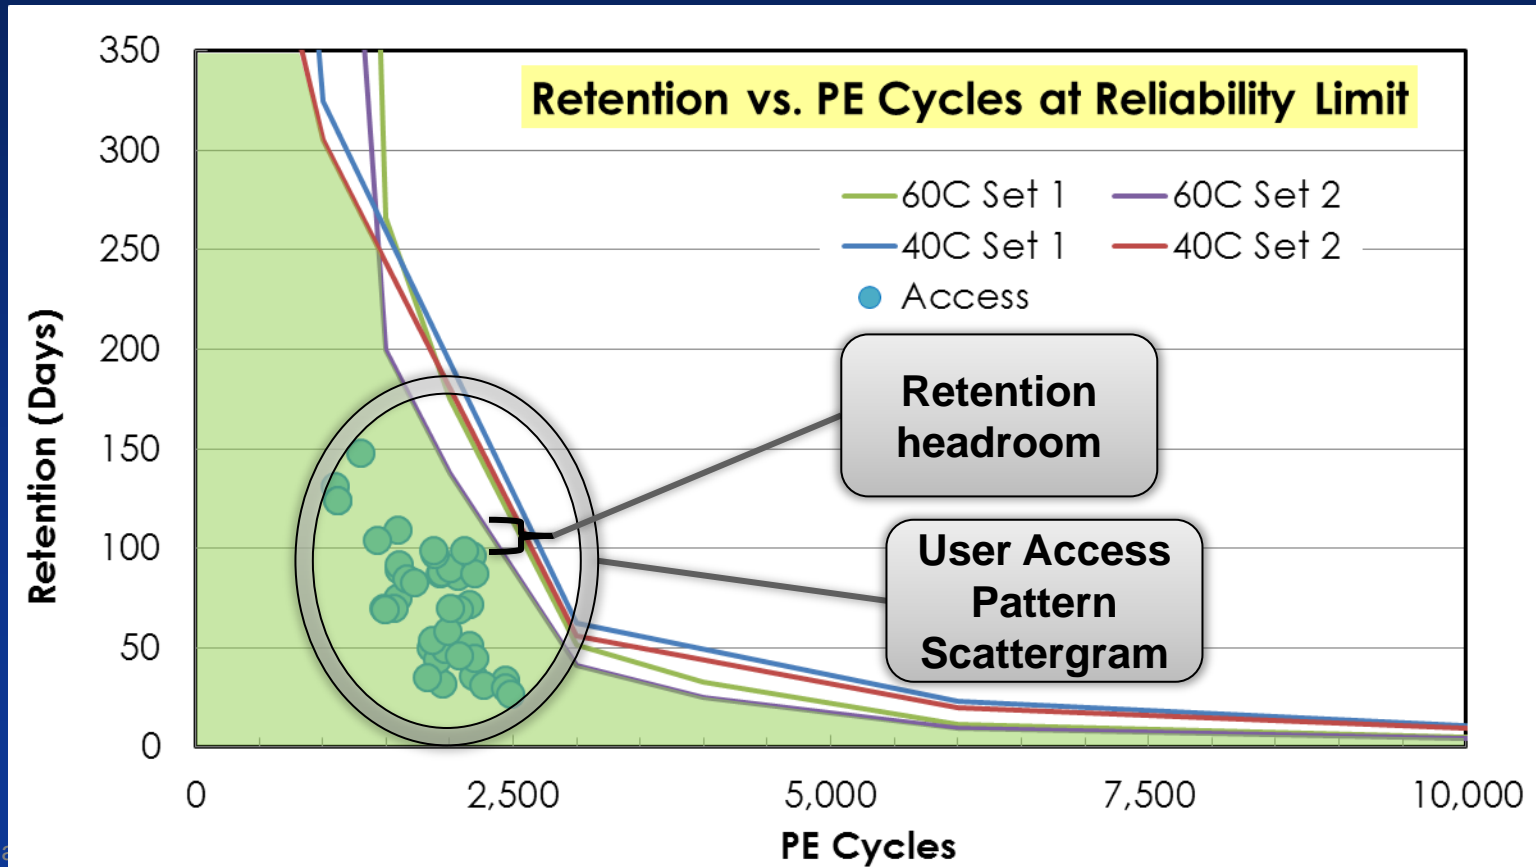 Retention vs. PE Cycles at Reliability Limit
350
300
250
200
150
100
50
0
Retention (Days)
60C Set 1
60C Set 2
40C Set 1
40C Set 2
Access
Retention
headroom
User Access
Pattern
Scattergram
0
2,500
5,000
7,500
10,000
PE Cycles